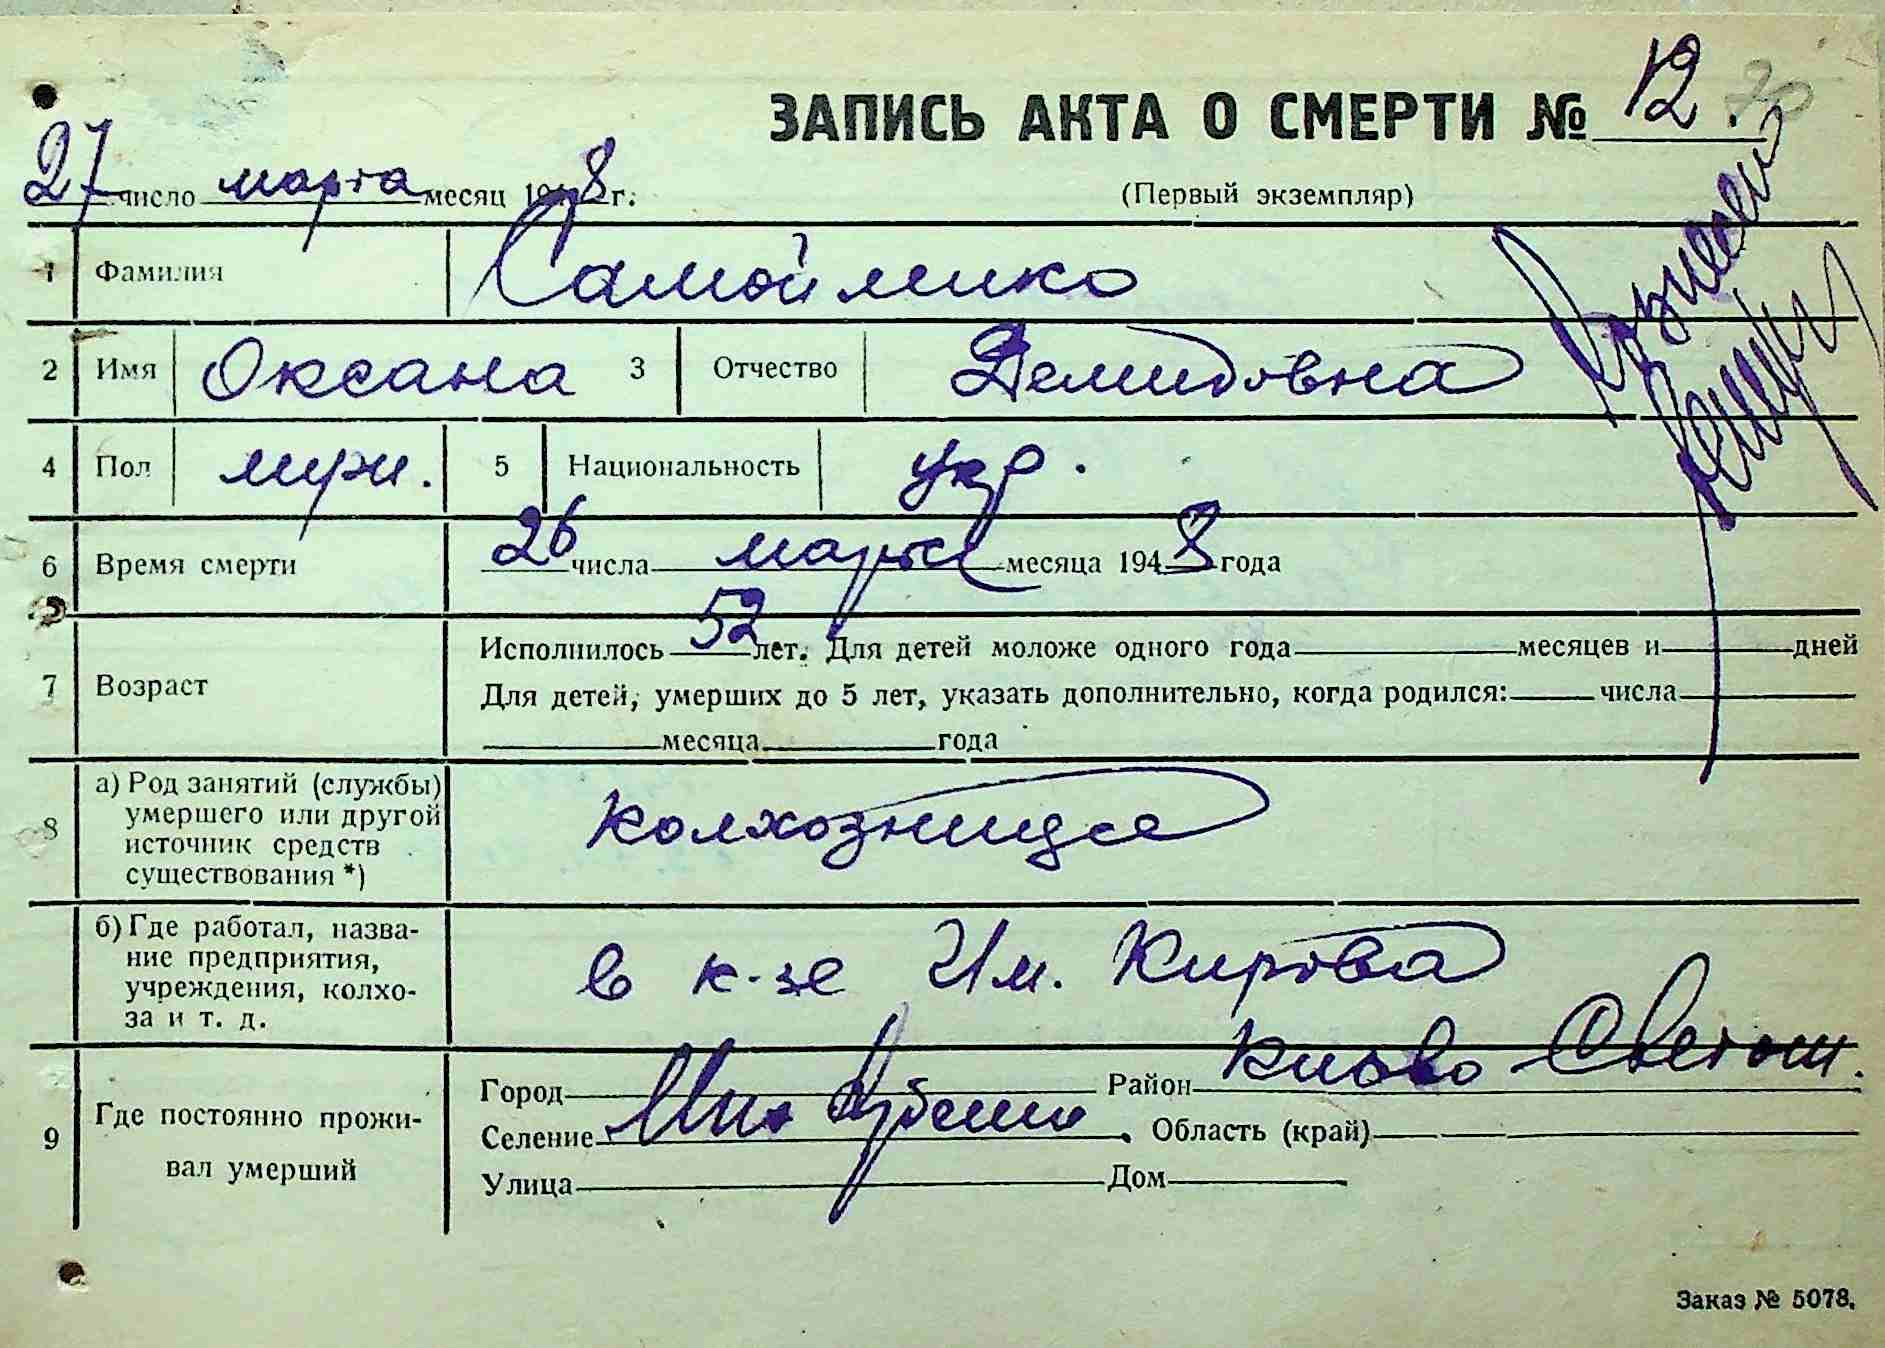 ЗАПИСЬ АКТА О СМЕРТИ № 12
27 число марта месяц 1948 г.
(Первый экземпляр)
1 Фамилия Самойленко
2 Имя Оксана 3 Отчество Демидовна
4 Пол 5 Национальность укр.
6 Время смерти 26 числа марта месяца 1948 года
7 Возраст
Исполнилось 52 лет. Для детей моложе одного года месяцев и дней
Для детей, умерших до 5 лет, указать дополнительно, когда родился: числа
месяца года
8 а) Род занятий (службы)
умершего или другой
источник средств
существования *)
колхозница
б) Где работал, назва-
ние предприятия,
учреждения, колхо-
за и т. д.
в к-зе Им. Кирова
9 Где постоянно прожи-
вал умерший
Город Район Киево Святош.
Селение Область (край)
Улица Дом
Заказ № 5078.